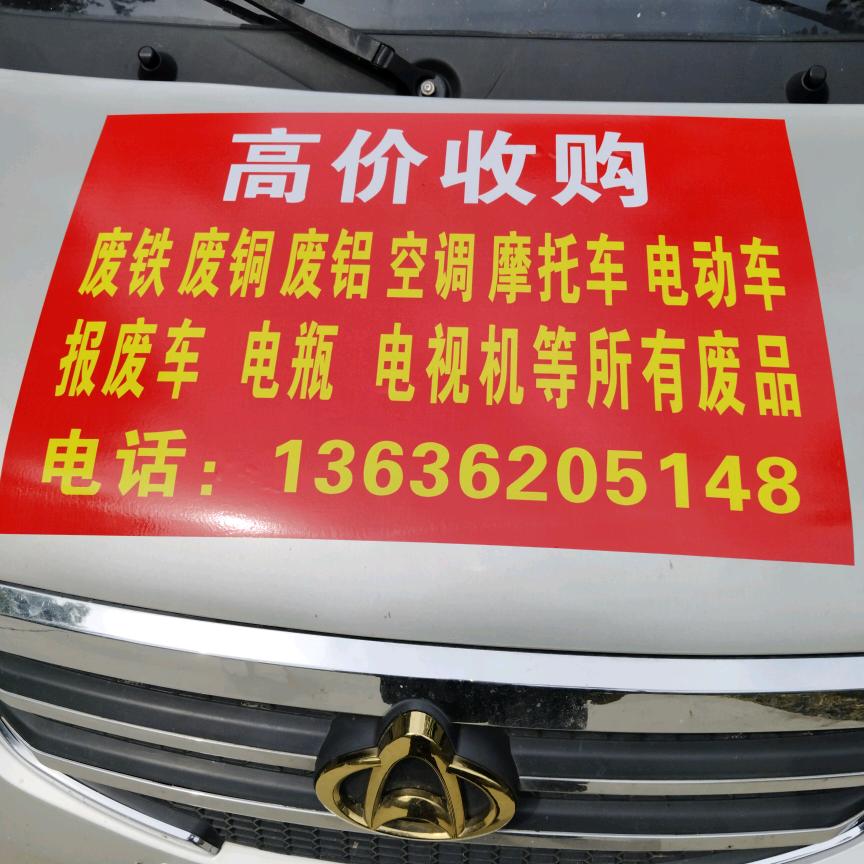 高价收购
废铁 废铜 废铝 空调 摩托车 电动车
报废车 电瓶 电视机等所有废品
电话：13636205148